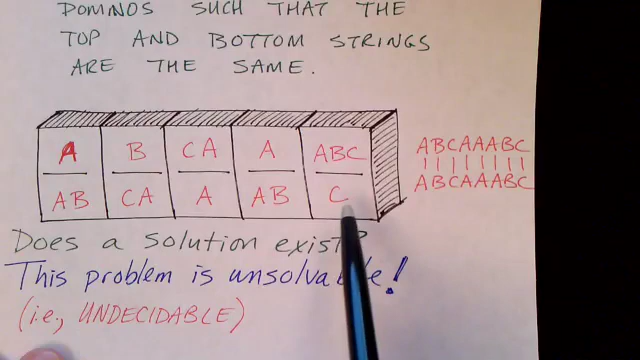 DOMINOS SUCH THAT THE
TOP AND BOTTOM STRINGS
ARE THE SAME.
A B CA A ABC
AB CA A AB C
ABCAAABC
ABCAAABC
Does a solution exist?
This problem is unsolvable!
(i.e., UNDECIDABLE)